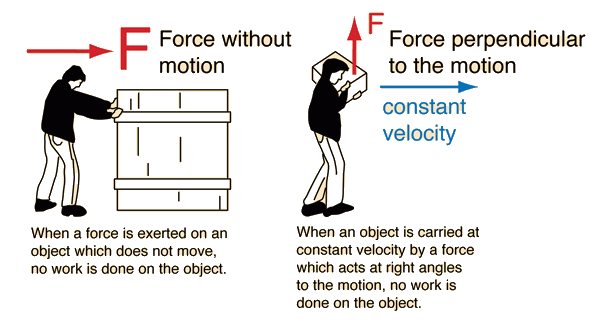 F
Force without
motion
When a force is exerted on an
object which does not move,
no work is done on the object.
F
Force perpendicular
to the motion
constant
velocity
When an object is carried at
constant velocity by a force
which acts at right angles
to the motion, no work is
done on the object.